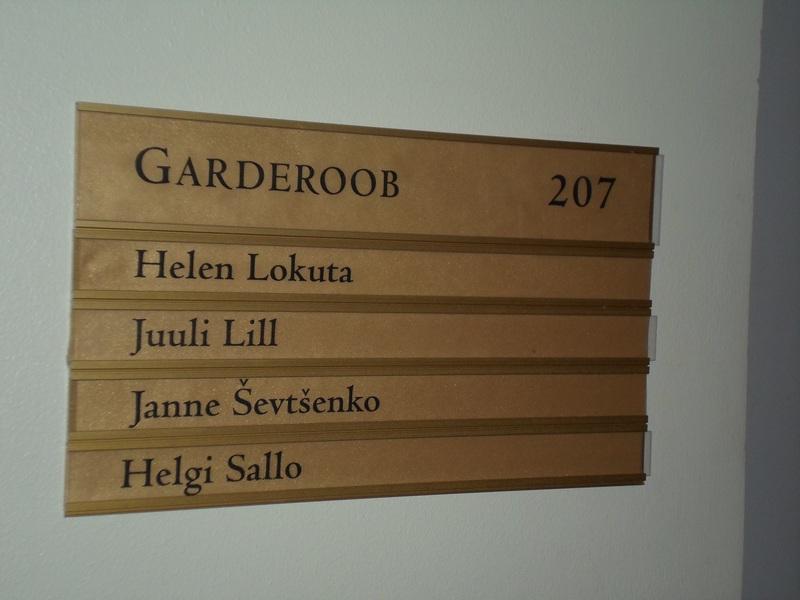 GARDEROOB 207
Helen Lokuta
Juuli Lill
Janne Ševtšenko
Helgi Sallo